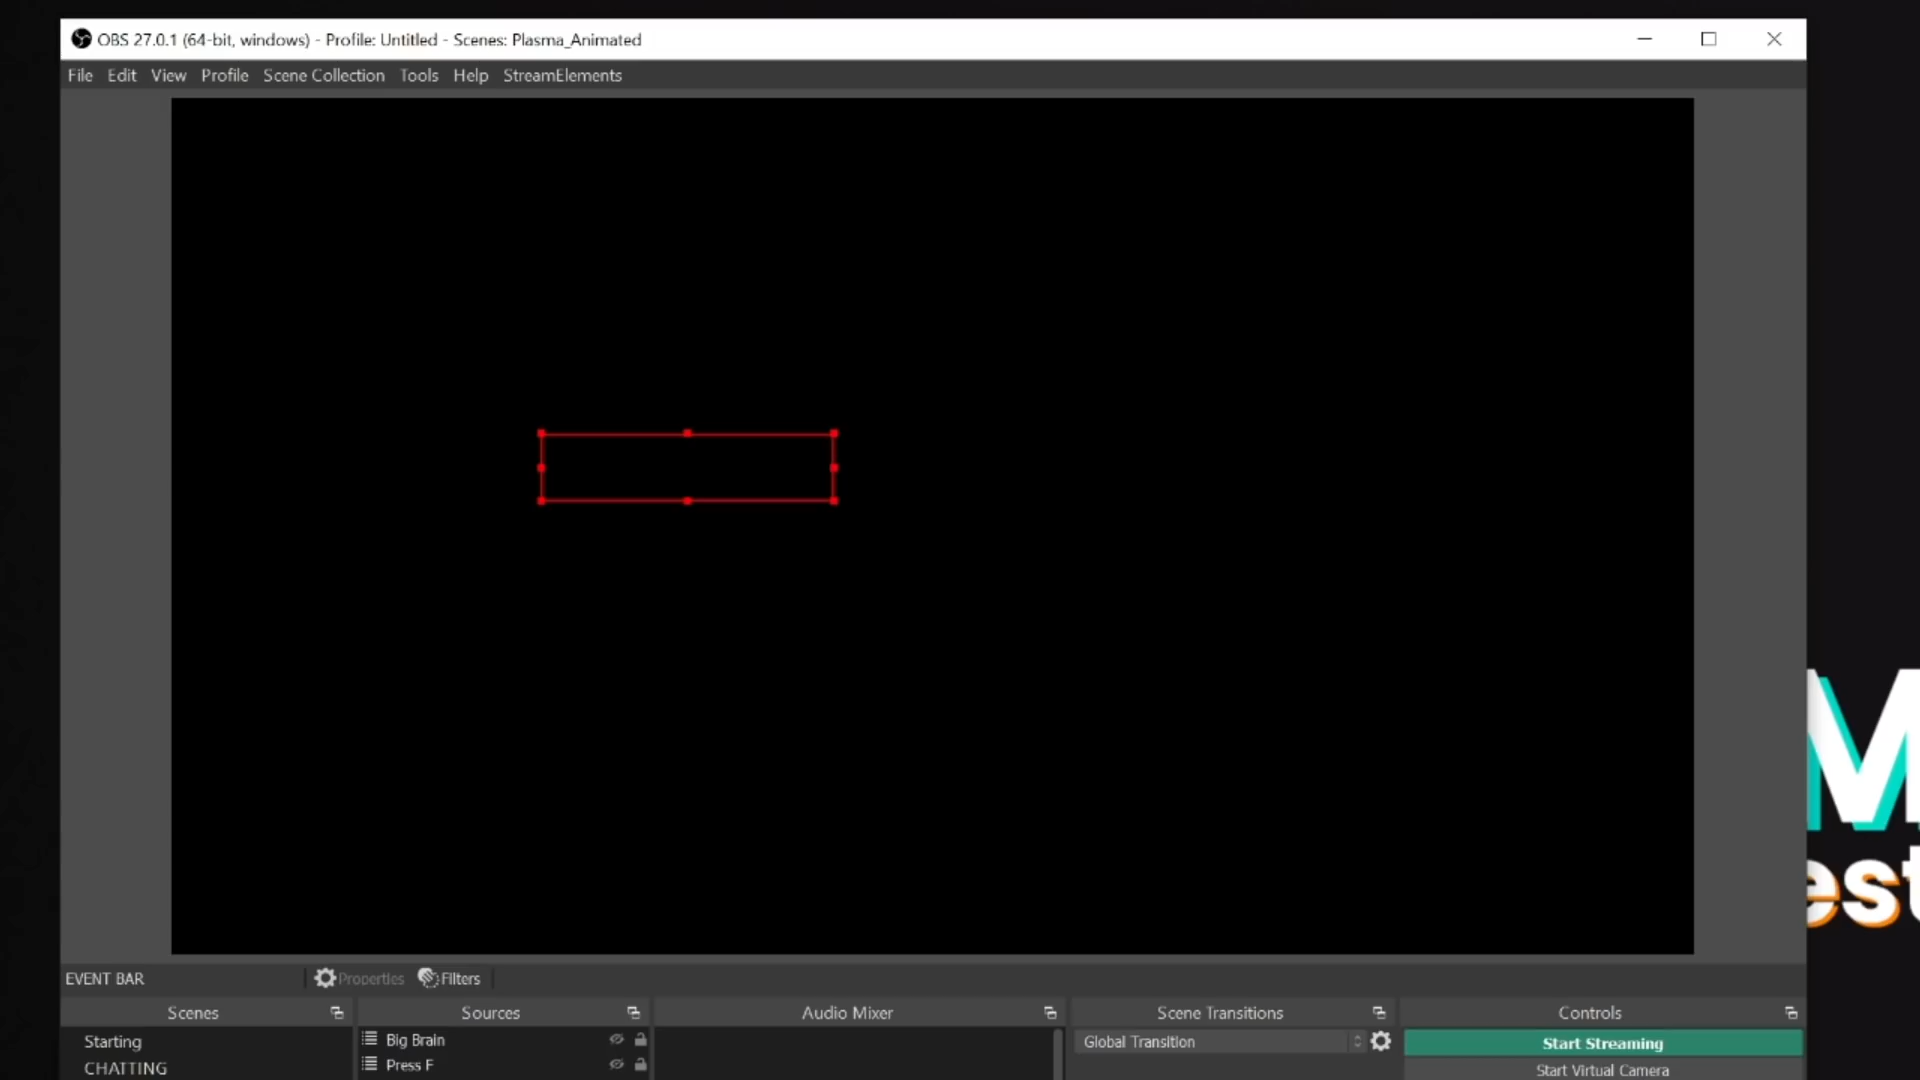 OBS 27.0.1 (64-bit, windows) - Profile: Untitled - Scenes: Plasma_Animated
File Edit View Profile Scene Collection Tools Help StreamElements
EVENT BAR Properties Filters
Scenes Sources Audio Mixer Scene Transitions Controls
Starting Big Brain Global Transition Start Streaming
CHATTING Press F Start Virtual Camera
M
est